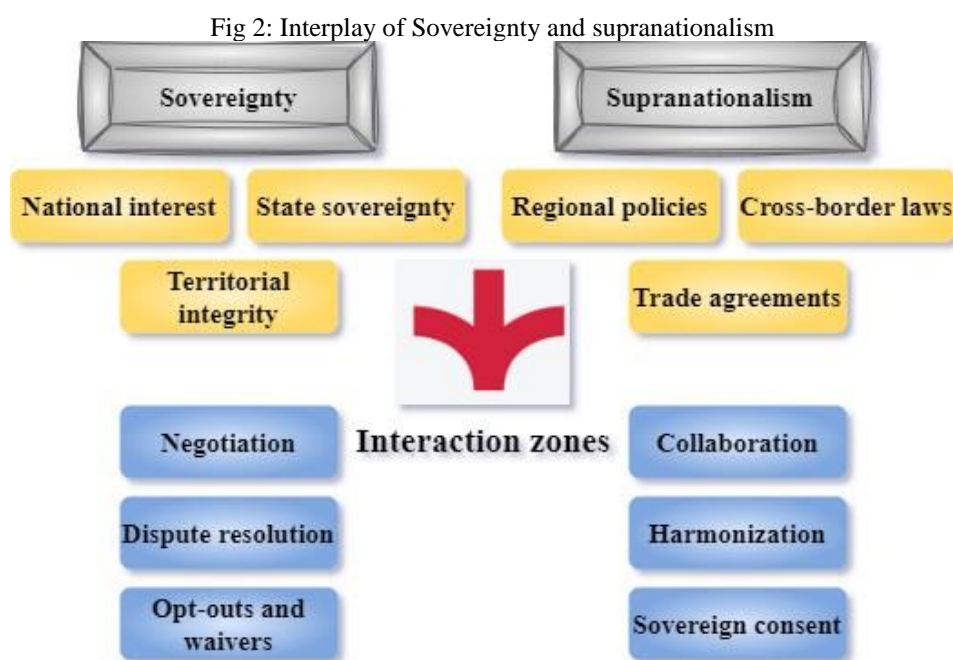 Fig 2: Interplay of Sovereignty and supranationalism
Sovereignty
Supranationalism
National interest
State sovereignty
Regional policies
Cross-border laws
Territorial
integrity
Trade agreements
Negotiation
Interaction zones
Collaboration
Dispute resolution
Harmonization
Opt-outs and
waivers
Sovereign consent